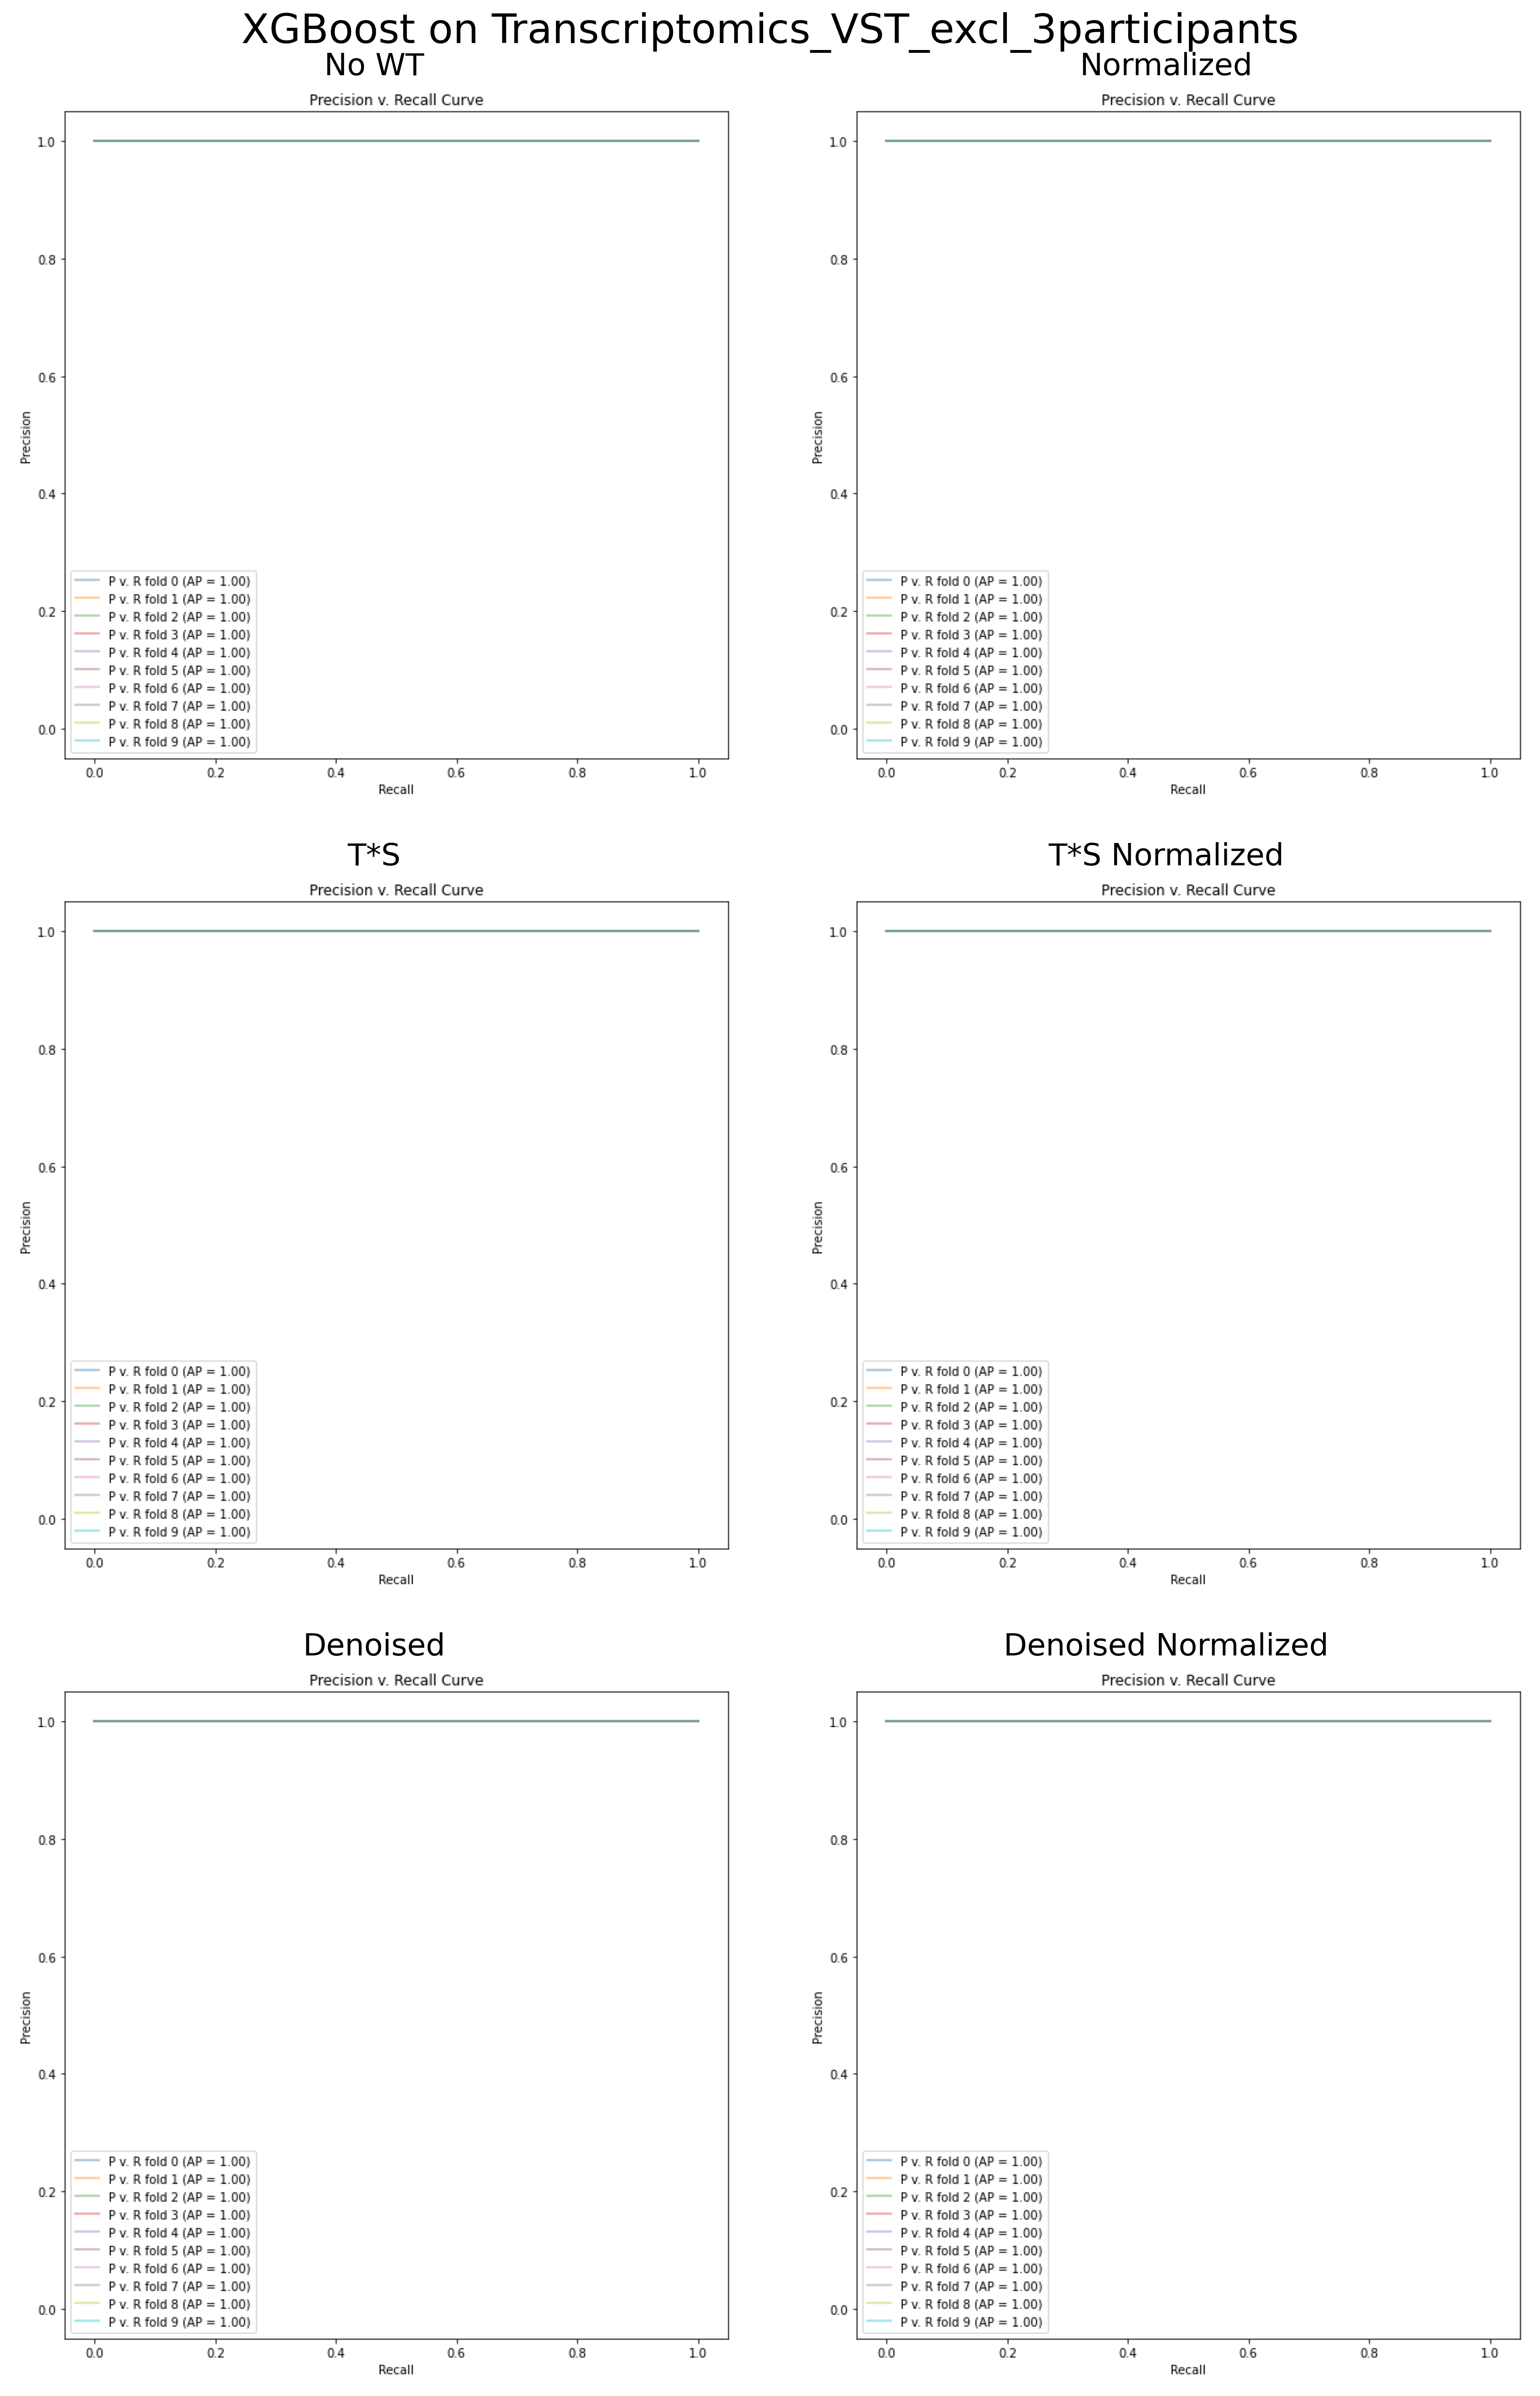 XGBoost on Transcriptomics_VST_excl_3participants
No WT
Precision v. Recall Curve
1.0
0.8
0.6
0.4
0.2
0.0
Precision
P v. R fold 0 (AP = 1.00)
P v. R fold 1 (AP = 1.00)
P v. R fold 2 (AP = 1.00)
P v. R fold 3 (AP = 1.00)
P v. R fold 4 (AP = 1.00)
P v. R fold 5 (AP = 1.00)
P v. R fold 6 (AP = 1.00)
P v. R fold 7 (AP = 1.00)
P v. R fold 8 (AP = 1.00)
P v. R fold 9 (AP = 1.00)
0.0 0.2 0.4 0.6 0.8 1.0
Recall
Normalized
Precision v. Recall Curve
1.0
0.8
0.6
0.4
0.2
0.0
Precision
P v. R fold 0 (AP = 1.00)
P v. R fold 1 (AP = 1.00)
P v. R fold 2 (AP = 1.00)
P v. R fold 3 (AP = 1.00)
P v. R fold 4 (AP = 1.00)
P v. R fold 5 (AP = 1.00)
P v. R fold 6 (AP = 1.00)
P v. R fold 7 (AP = 1.00)
P v. R fold 8 (AP = 1.00)
P v. R fold 9 (AP = 1.00)
0.0 0.2 0.4 0.6 0.8 1.0
Recall
T*S
Precision v. Recall Curve
1.0
0.8
0.6
0.4
0.2
0.0
Precision
P v. R fold 0 (AP = 1.00)
P v. R fold 1 (AP = 1.00)
P v. R fold 2 (AP = 1.00)
P v. R fold 3 (AP = 1.00)
P v. R fold 4 (AP = 1.00)
P v. R fold 5 (AP = 1.00)
P v. R fold 6 (AP = 1.00)
P v. R fold 7 (AP = 1.00)
P v. R fold 8 (AP = 1.00)
P v. R fold 9 (AP = 1.00)
0.0 0.2 0.4 0.6 0.8 1.0
Recall
T*S Normalized
Precision v. Recall Curve
1.0
0.8
0.6
0.4
0.2
0.0
Precision
P v. R fold 0 (AP = 1.00)
P v. R fold 1 (AP = 1.00)
P v. R fold 2 (AP = 1.00)
P v. R fold 3 (AP = 1.00)
P v. R fold 4 (AP = 1.00)
P v. R fold 5 (AP = 1.00)
P v. R fold 6 (AP = 1.00)
P v. R fold 7 (AP = 1.00)
P v. R fold 8 (AP = 1.00)
P v. R fold 9 (AP = 1.00)
0.0 0.2 0.4 0.6 0.8 1.0
Recall
Denoised
Precision v. Recall Curve
1.0
0.8
0.6
0.4
0.2
0.0
Precision
P v. R fold 0 (AP = 1.00)
P v. R fold 1 (AP = 1.00)
P v. R fold 2 (AP = 1.00)
P v. R fold 3 (AP = 1.00)
P v. R fold 4 (AP = 1.00)
P v. R fold 5 (AP = 1.00)
P v. R fold 6 (AP = 1.00)
P v. R fold 7 (AP = 1.00)
P v. R fold 8 (AP = 1.00)
P v. R fold 9 (AP = 1.00)
0.0 0.2 0.4 0.6 0.8 1.0
Recall
Denoised Normalized
Precision v. Recall Curve
1.0
0.8
0.6
0.4
0.2
0.0
Precision
P v. R fold 0 (AP = 1.00)
P v. R fold 1 (AP = 1.00)
P v. R fold 2 (AP = 1.00)
P v. R fold 3 (AP = 1.00)
P v. R fold 4 (AP = 1.00)
P v. R fold 5 (AP = 1.00)
P v. R fold 6 (AP = 1.00)
P v. R fold 7 (AP = 1.00)
P v. R fold 8 (AP = 1.00)
P v. R fold 9 (AP = 1.00)
0.0 0.2 0.4 0.6 0.8 1.0
Recall